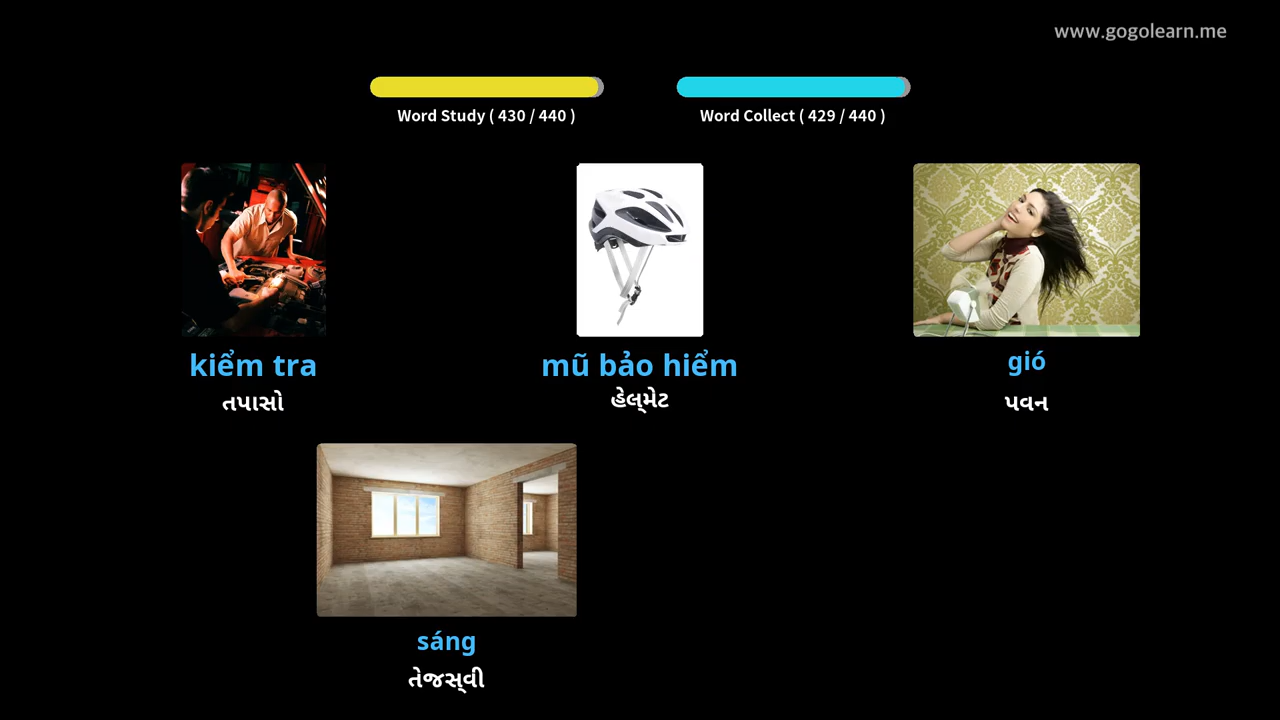 www.gogolearn.me
Word Study ( 430 / 440 )
Word Collect ( 429 / 440 )
kiểm tra
તપાસો
mũ bảo hiểm
હેલ્મેટ
gió
પવન
sáng
તેજસ્વી